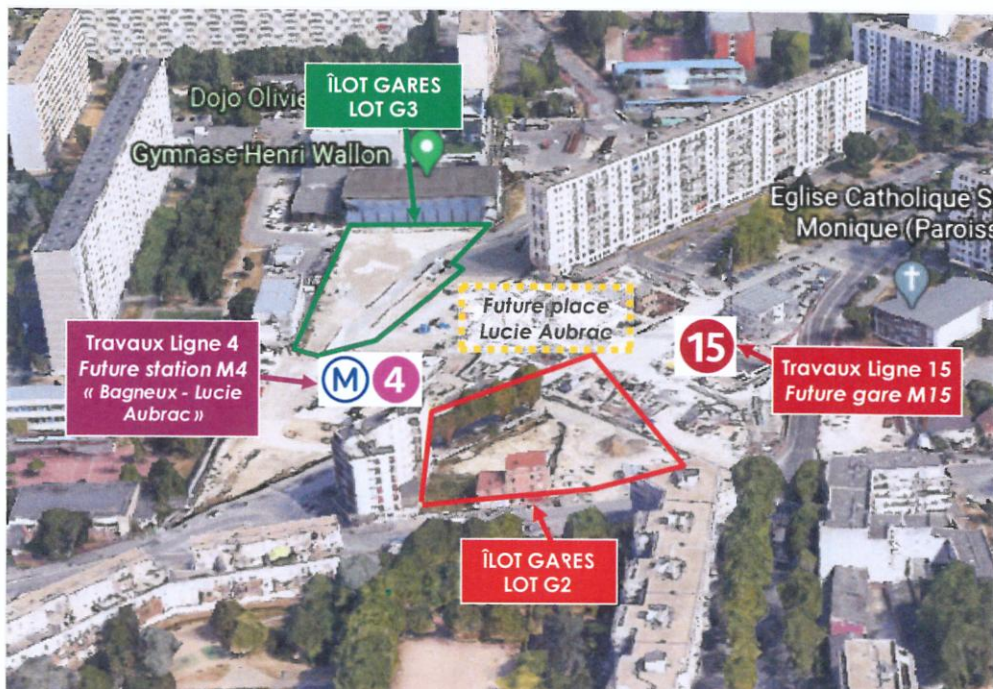 ÎLOT GARES
LOT G3
Dojo Olivie
Gymnase Henri Wallon
Eglise Catholique S
Monique (Paroiss
Future place
Lucie Aubrac
Travaux Ligne 4
Future station M4
« Bagneux - Lucie
Aubrac »
M 4
15
Travaux Ligne 15
Future gare M15
ÎLOT GARES
LOT G2